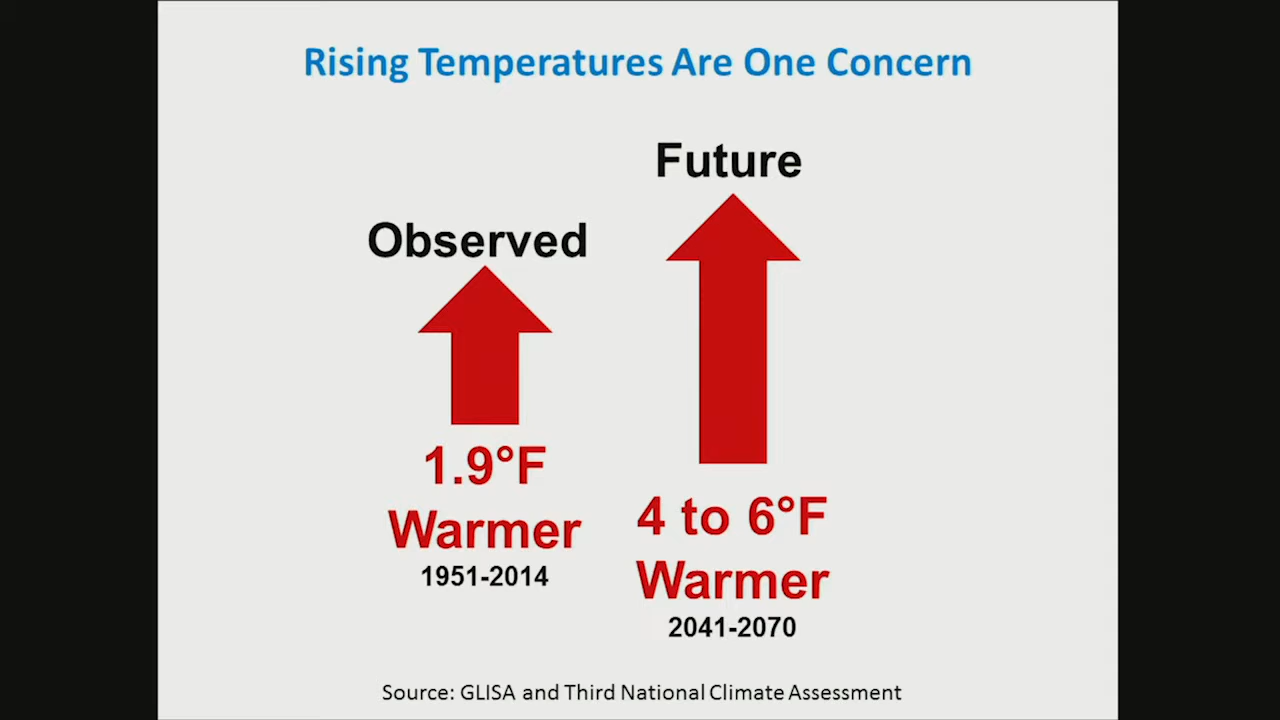 Rising Temperatures Are One Concern
Observed
1.9°F
Warmer
1951-2014
Future
4 to 6°F
Warmer
2041-2070
Source: GLISA and Third National Climate Assessment